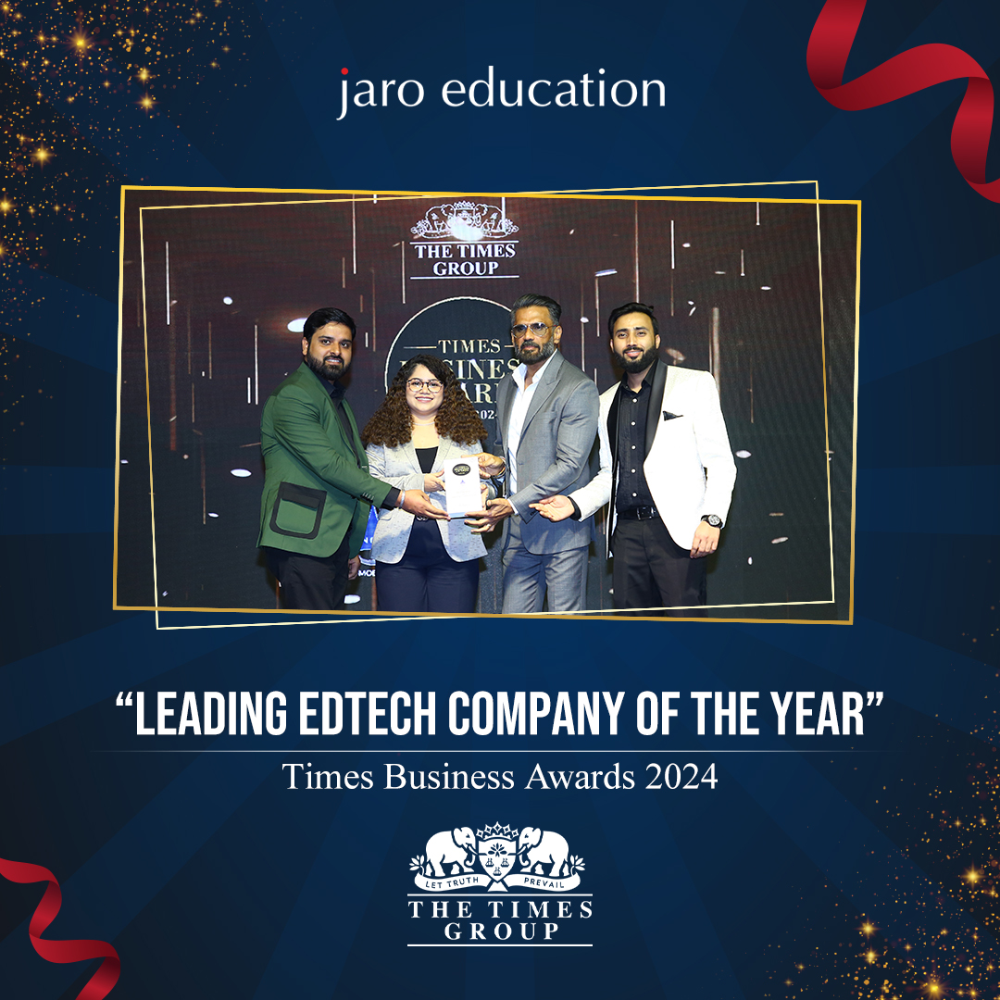 jaro education
THE TIMES
GROUP
TIMES
“LEADING EDTECH COMPANY OF THE YEAR”
Times Business Awards 2024
LET TRUTH PREVAIL
THE TIMES
GROUP